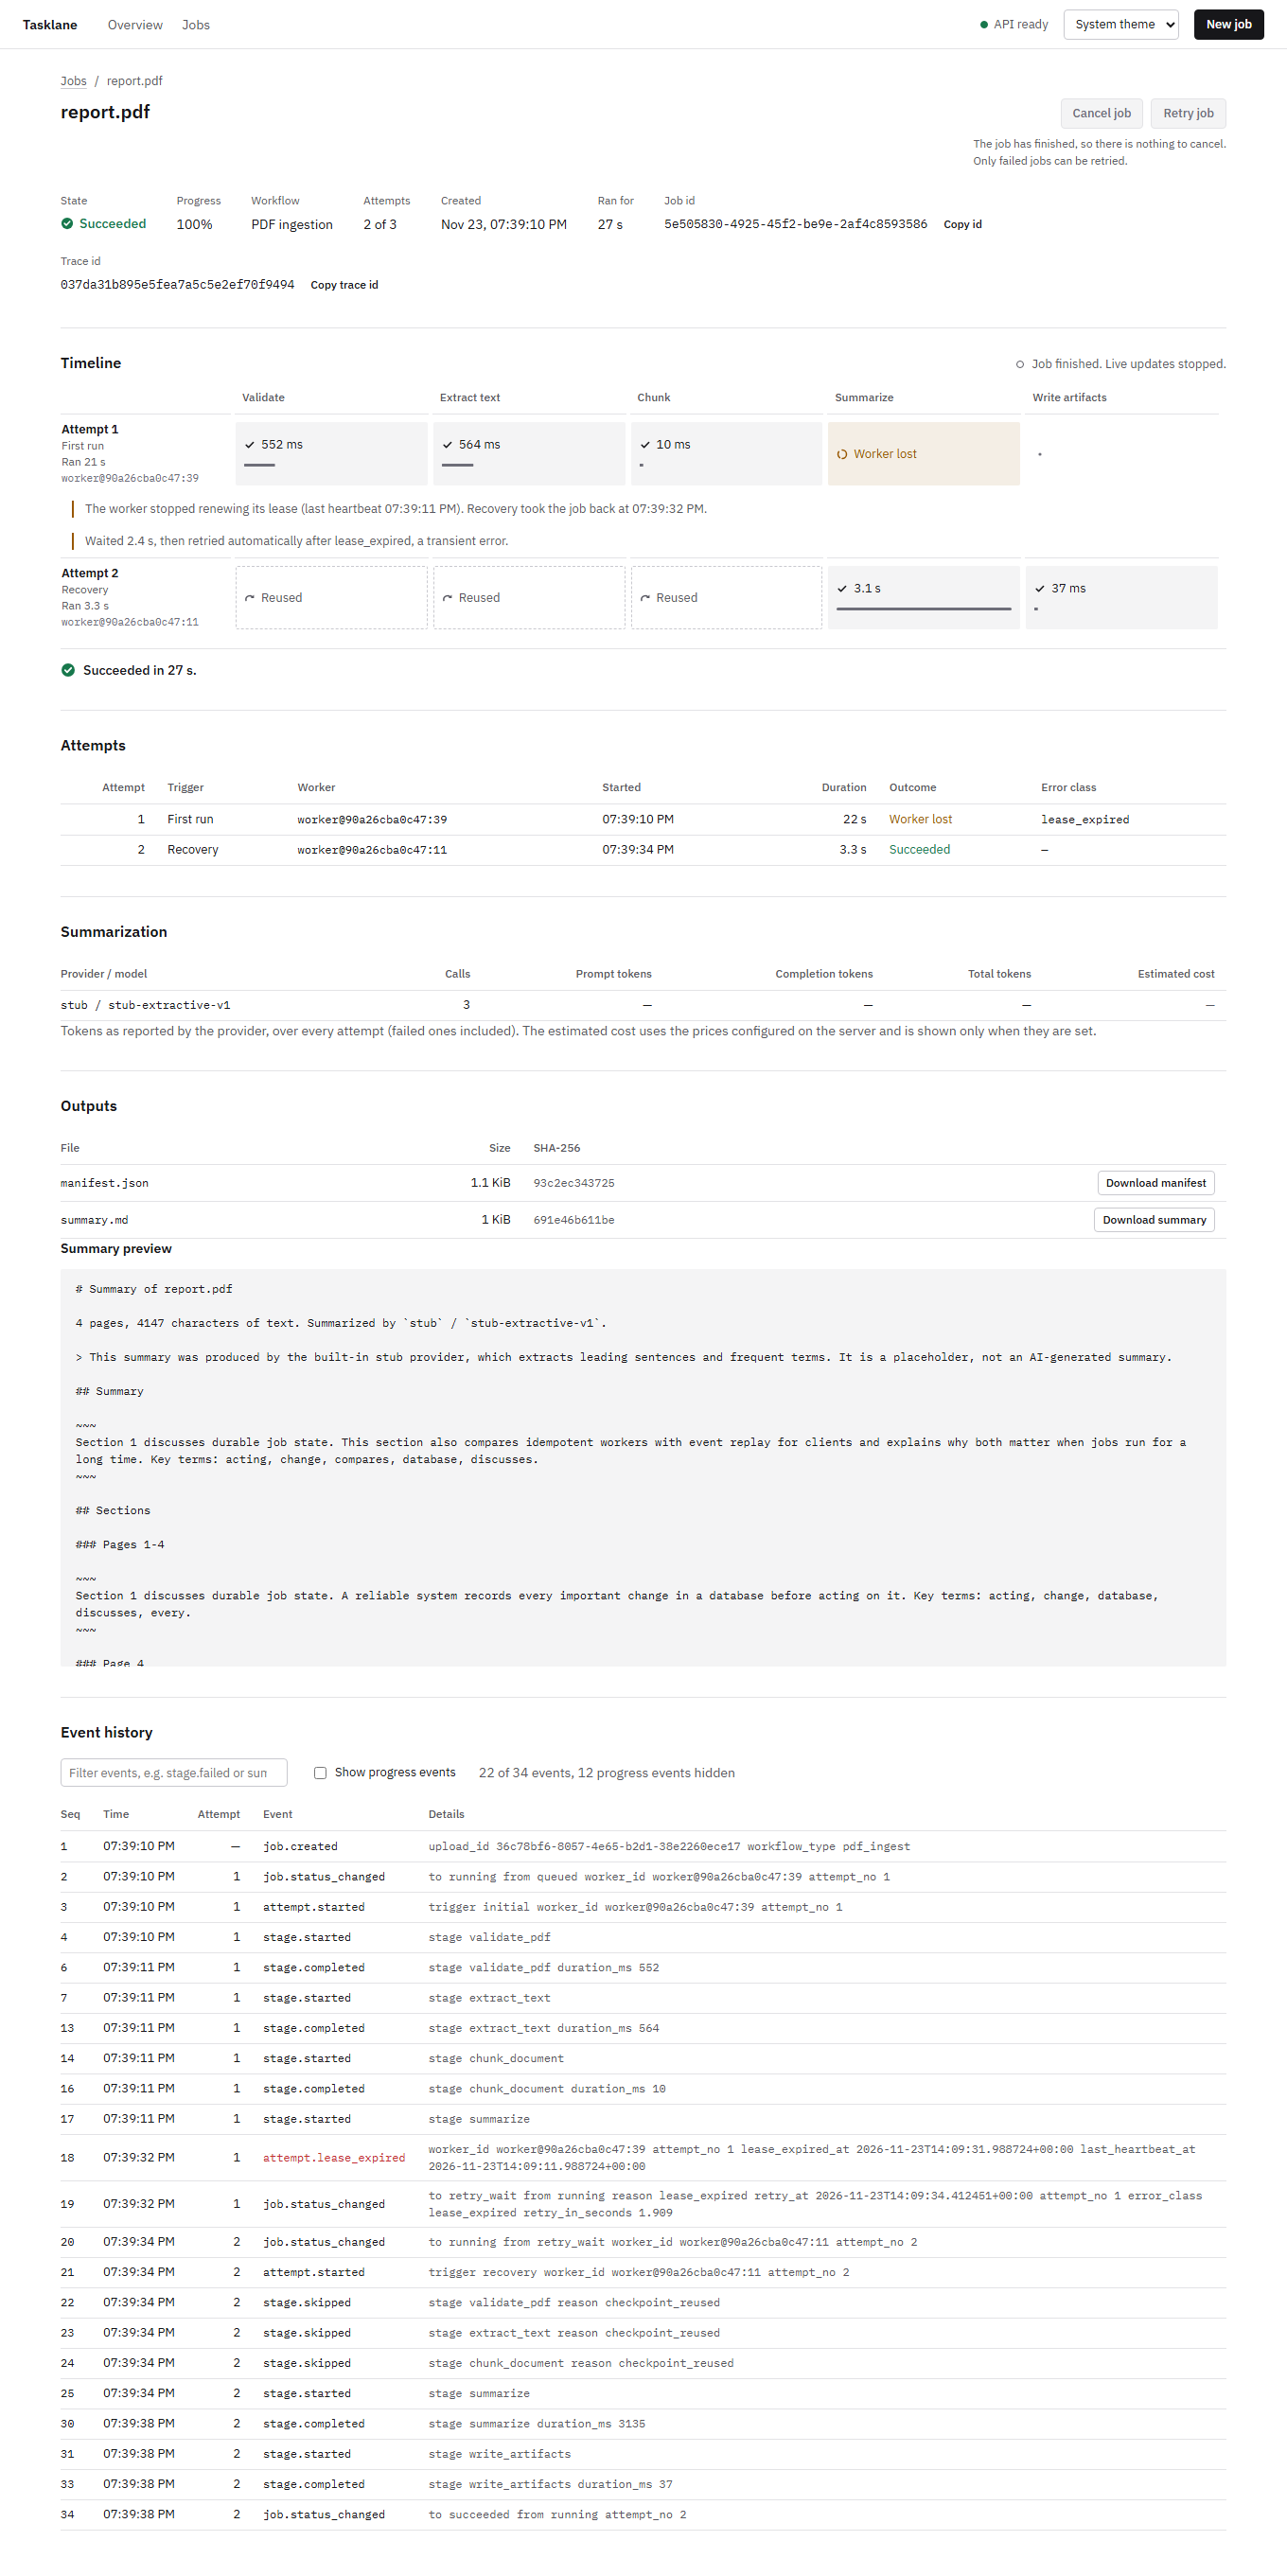 Tasklane Overview Jobs API ready System theme New job
Jobs / report.pdf
report.pdf
Cancel job Retry job
The job has finished, so there is nothing to cancel.
Only failed jobs can be retried.
State Progress Workflow Attempts Created Ran for Job id
Succeeded 100% PDF ingestion 2 of 3 Nov 23, 07:39:10 PM 27 s 5e505830-4925-45f2-be9e-2af4c8593586 Copy id
Trace id
037da31b895e5fea7a5c5e2ef70f9494 Copy trace id
Timeline Job finished. Live updates stopped.
Validate Extract text Chunk Summarize Write artifacts
Attempt 1
First run
Ran 21 s
worker@90a26cba0c47:39
552 ms 564 ms 10 ms Worker lost
The worker stopped renewing its lease (last heartbeat 07:39:11 PM). Recovery took the job back at 07:39:32 PM.
Waited 2.4 s, then retried automatically after lease_expired, a transient error.
Attempt 2
Recovery
Ran 3.3 s
worker@90a26cba0c47:11
Reused Reused Reused 3.1 s 37 ms
Succeeded in 27 s.
Attempts
Attempt Trigger Worker Started Duration Outcome Error class
1 First run worker@90a26cba0c47:39 07:39:10 PM 22 s Worker lost lease_expired
2 Recovery worker@90a26cba0c47:11 07:39:34 PM 3.3 s Succeeded —
Summarization
Provider / model Calls Prompt tokens Completion tokens Total tokens Estimated cost
stub / stub-extractive-v1 3 — — — —
Tokens as reported by the provider, over every attempt (failed ones included). The estimated cost uses the prices configured on the server and is shown only when they are set.
Outputs
File Size SHA-256
manifest.json 1.1 KiB 93c2ec343725 Download manifest
summary.md 1 KiB 691e46b611be Download summary
Summary preview
# Summary of report.pdf
4 pages, 4147 characters of text. Summarized by `stub` / `stub-extractive-v1`.
> This summary was produced by the built-in stub provider, which extracts leading sentences and frequent terms. It is a placeholder, not an AI-generated summary.
## Summary
~~~
Section 1 discusses durable job state. This section also compares idempotent workers with event replay for clients and explains why both matter when jobs run for a
long time. Key terms: acting, change, compares, database, discusses.
~~~
## Sections
### Pages 1-4
~~~
Section 1 discusses durable job state. A reliable system records every important change in a database before acting on it. Key terms: acting, change, database,
discusses, every.
~~~
### Page 4
Event history
Filter events, e.g. stage.failed or sun Show progress events 22 of 34 events, 12 progress events hidden
Seq Time Attempt Event Details
1 07:39:10 PM — job.created upload_id 36c78bf6-8057-4e65-b2d1-38e2260ece17 workflow_type pdf_ingest
2 07:39:10 PM 1 job.status_changed to running from queued worker_id worker@90a26cba0c47:39 attempt_no 1
3 07:39:10 PM 1 attempt.started trigger initial worker_id worker@90a26cba0c47:39 attempt_no 1
4 07:39:10 PM 1 stage.started stage validate_pdf
6 07:39:11 PM 1 stage.completed stage validate_pdf duration_ms 552
7 07:39:11 PM 1 stage.started stage extract_text
13 07:39:11 PM 1 stage.completed stage extract_text duration_ms 564
14 07:39:11 PM 1 stage.started stage chunk_document
16 07:39:11 PM 1 stage.completed stage chunk_document duration_ms 10
17 07:39:11 PM 1 stage.started stage summarize
18 07:39:32 PM 1 attempt.lease_expired worker_id worker@90a26cba0c47:39 attempt_no 1 lease_expired_at 2026-11-23T14:09:31.988724+00:00 last_heartbeat_at
2026-11-23T14:09:11.988724+00:00
19 07:39:32 PM 1 job.status_changed to retry_wait from running reason lease_expired retry_at 2026-11-23T14:09:34.412451+00:00 attempt_no 1 error_class
lease_expired retry_in_seconds 1.909
20 07:39:34 PM 2 job.status_changed to running from retry_wait worker_id worker@90a26cba0c47:11 attempt_no 2
21 07:39:34 PM 2 attempt.started trigger recovery worker_id worker@90a26cba0c47:11 attempt_no 2
22 07:39:34 PM 2 stage.skipped stage validate_pdf reason checkpoint_reused
23 07:39:34 PM 2 stage.skipped stage extract_text reason checkpoint_reused
24 07:39:34 PM 2 stage.skipped stage chunk_document reason checkpoint_reused
25 07:39:34 PM 2 stage.started stage summarize
30 07:39:38 PM 2 stage.completed stage summarize duration_ms 3135
31 07:39:38 PM 2 stage.started stage write_artifacts
33 07:39:38 PM 2 stage.completed stage write_artifacts duration_ms 37
34 07:39:38 PM 2 job.status_changed to succeeded from running attempt_no 2